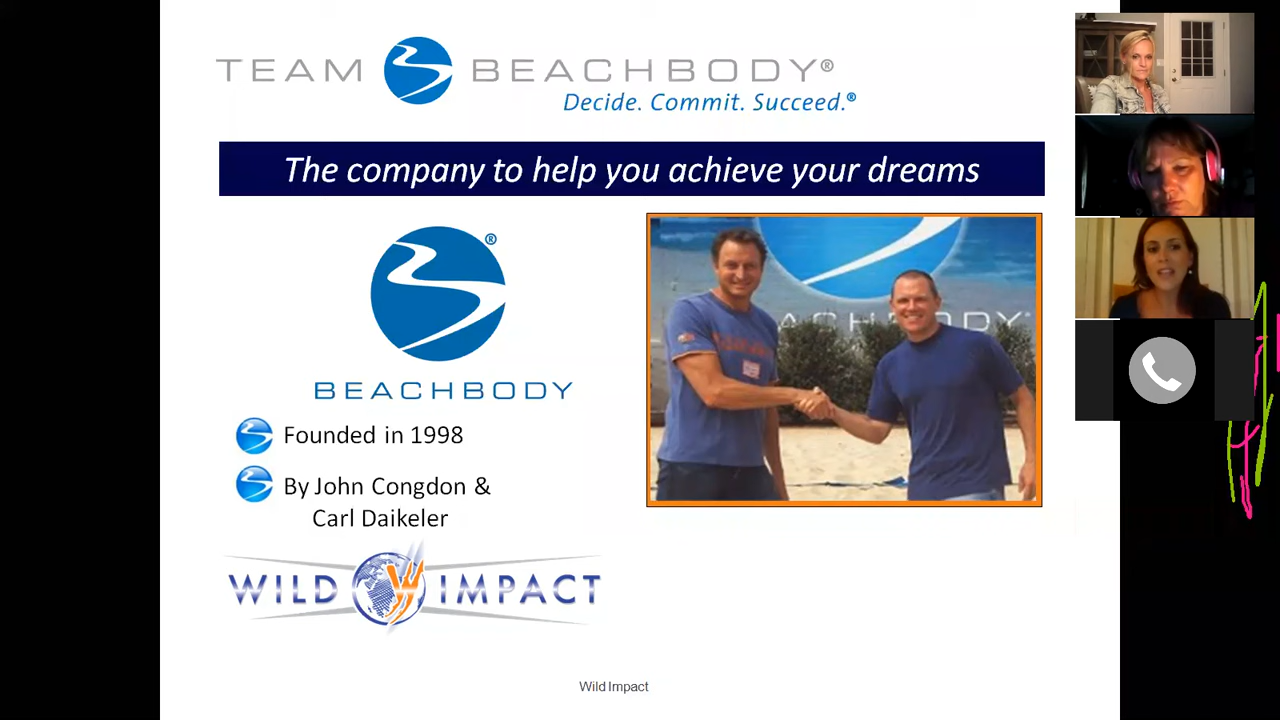 TEAM BEACHBODY®
Decide. Commit. Succeed.®
The company to help you achieve your dreams
®
BEACHBODY
Founded in 1998
By John Congdon &
Carl Daikeler
ACHBODY®
WILD IMPACT
Wild Impact